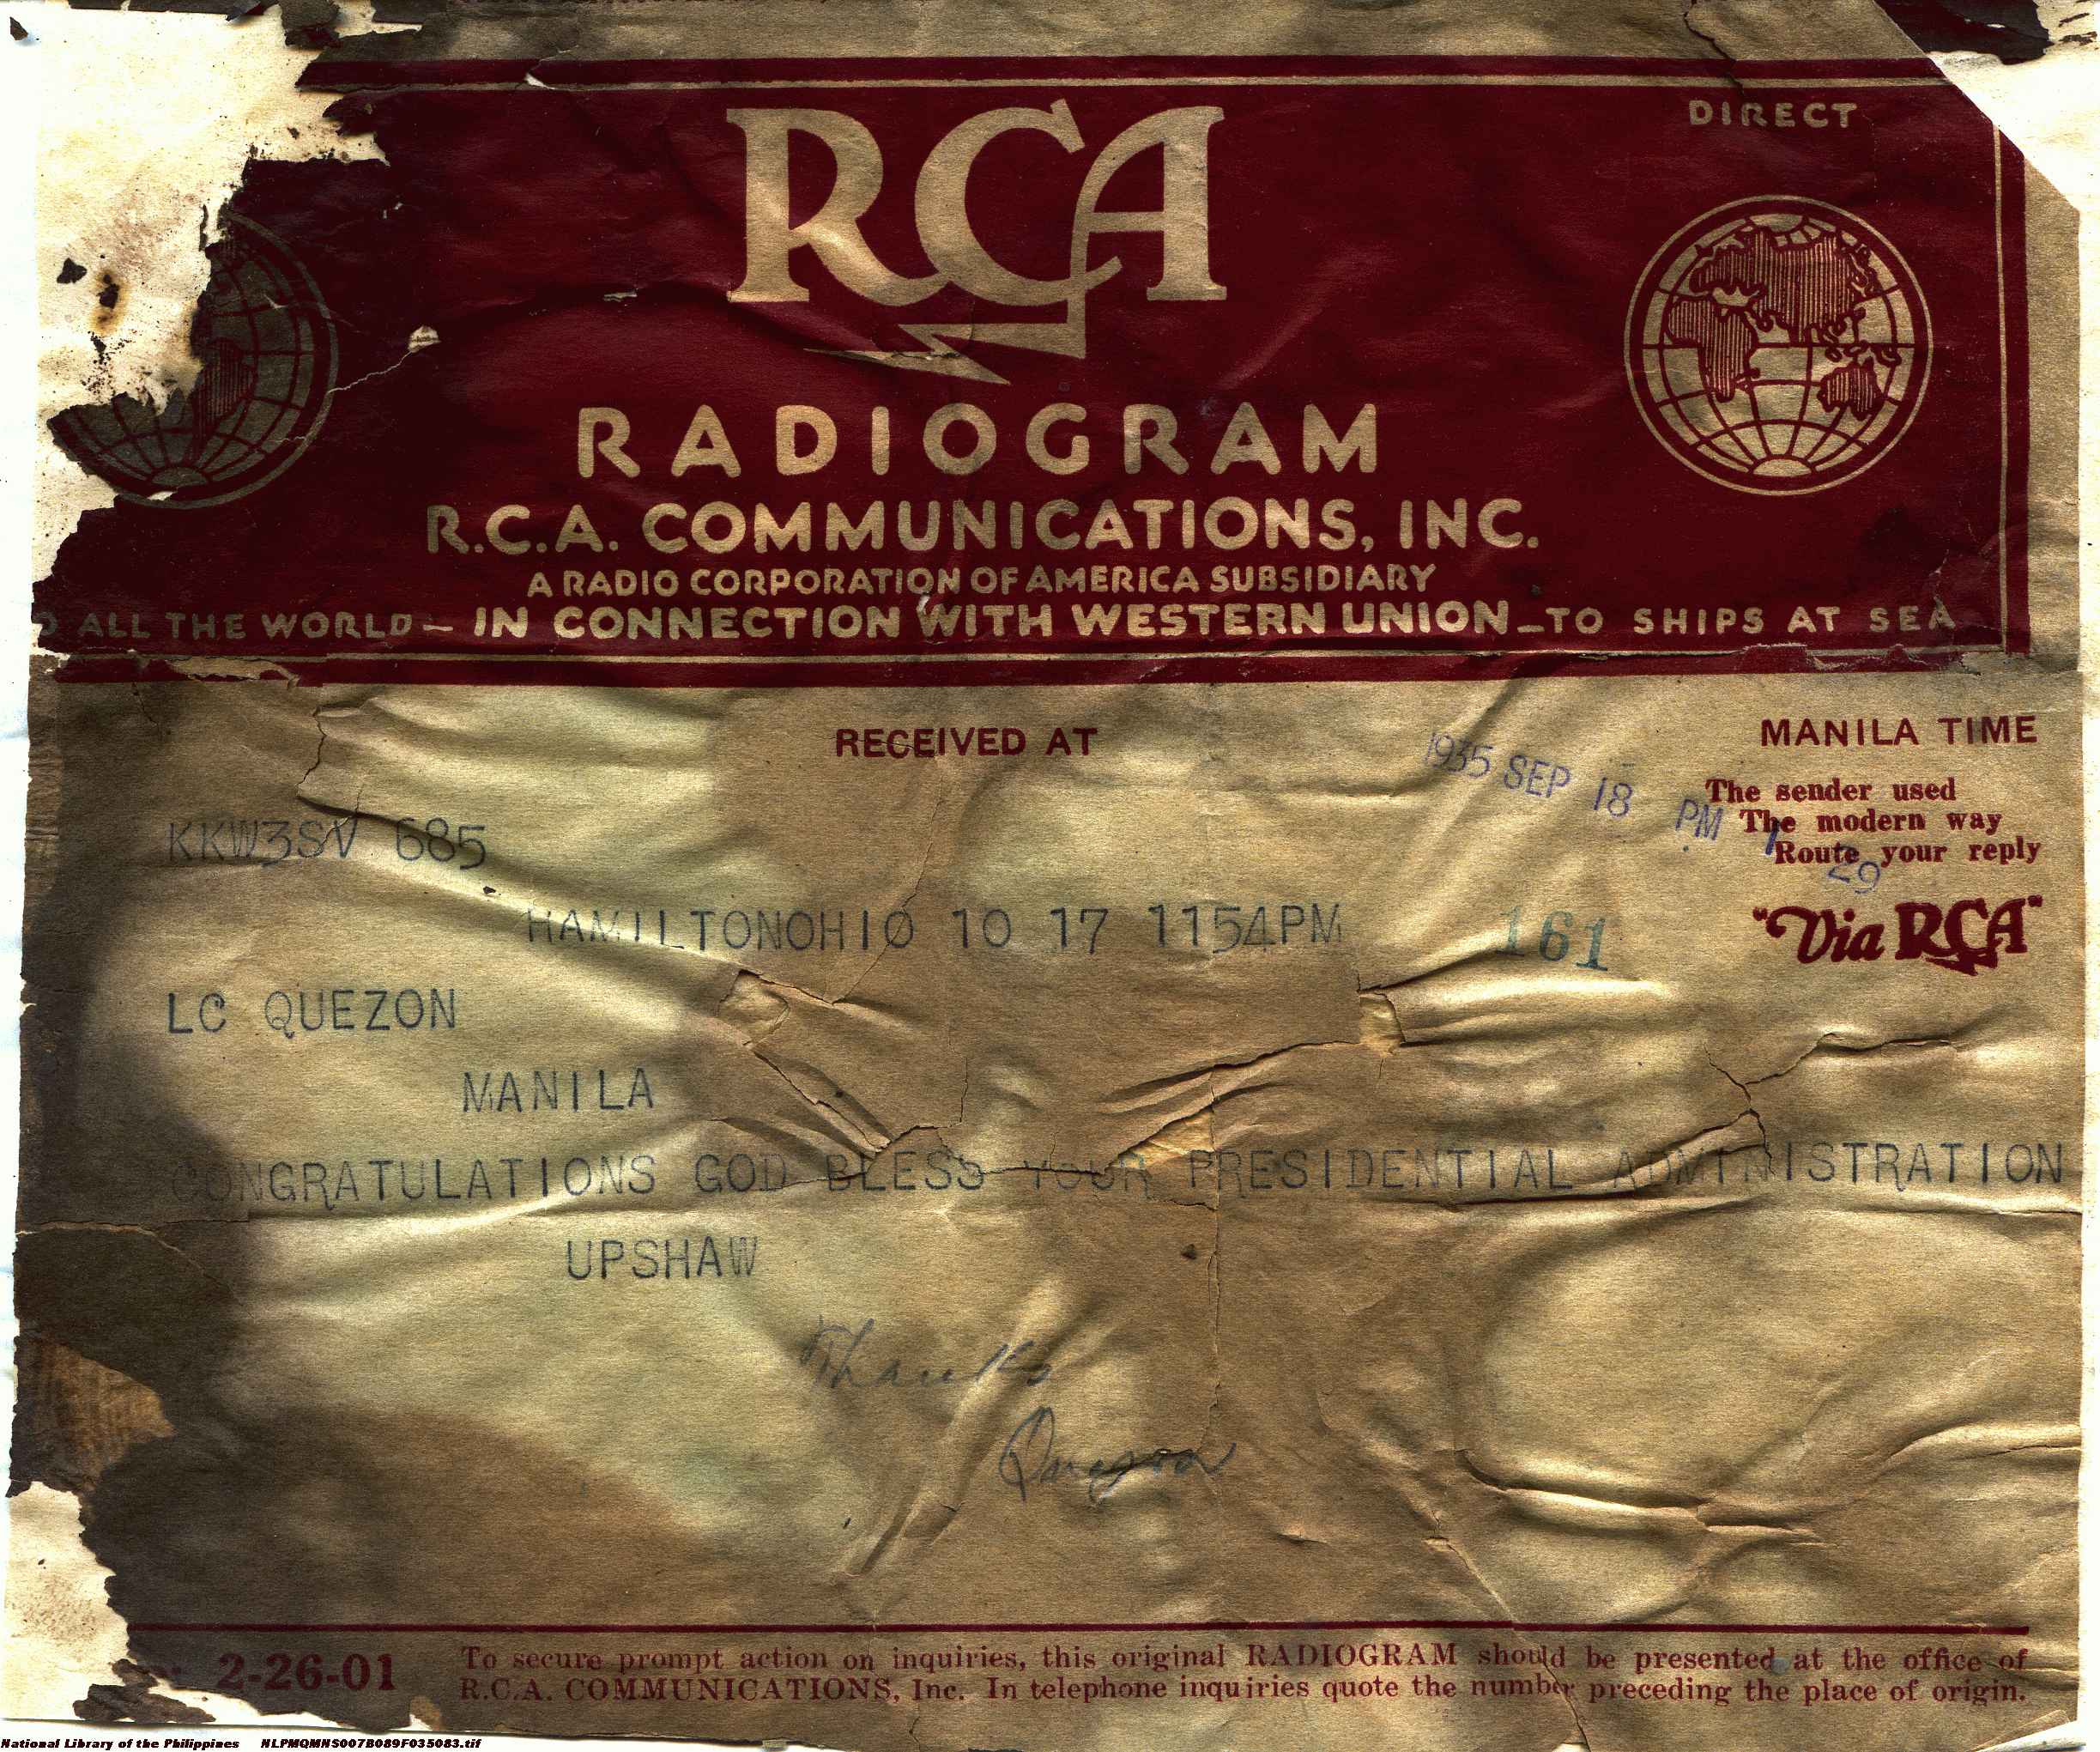 DIRECT
RCA
RADIOGRAM
R.C.A. COMMUNICATIONS, INC.
A RADIO CORPORATION OF AMERICA SUBSIDIARY
ALL THE WORLD — IN CONNECTION WITH WESTERN UNION — TO SHIPS AT SEA
RECEIVED AT
1935 SEP 18 PM 1 29
MANILA TIME
The sender used
The modern way
Route your reply
"Via RCA"
KKW3SV 685
HAMILTONOHIO 10 17 1154PM 161
LC QUEZON
MANILA
CONGRATULATIONS GOD BLESS YOUR PRESIDENTIAL ADMINISTRATION
UPSHAW
Thanks
Quezon
2-26-01
To secure prompt action on inquiries, this original RADIOGRAM should be presented at the office of
R.C.A. COMMUNICATIONS, Inc. In telephone inquiries quote the number preceding the place of origin.
National Library of the Philippines NLPMQMNS007B089F035083.tif